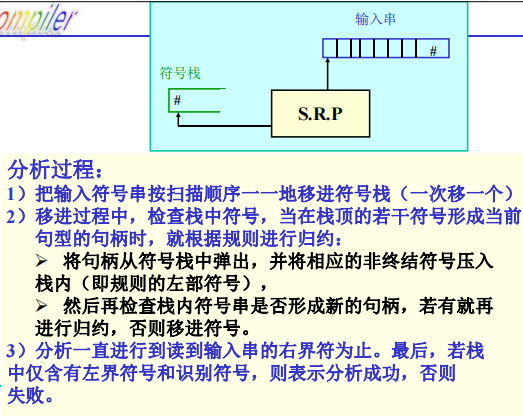 ompiler
输入串
#
符号栈
#
S.R.P
分析过程：
1）把输入符号串按扫描顺序一一地移进符号栈（一次移一个）
2）移进过程中，检查栈中符号，当在栈顶的若干符号形成当前
句型的句柄时，就根据规则进行归约：
➢ 将句柄从符号栈中弹出，并将相应的非终结符号压入
栈内（即规则的左部符号），
➢ 然后再检查栈内符号串是否形成新的句柄，若有就再
进行归约，否则移进符号。
3）分析一直进行到读到输入串的右界符为止。最后，若栈
中仅含有左界符号和识别符号，则表示分析成功，否则
失败。